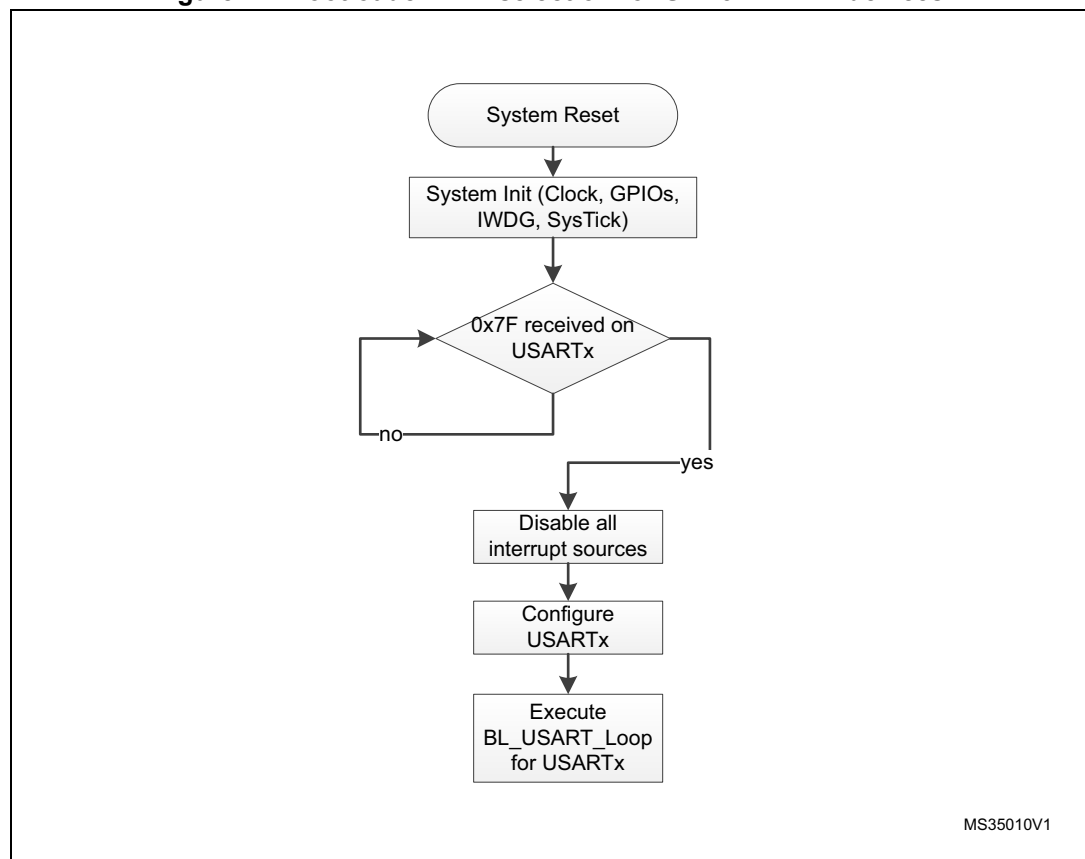 System Reset
System Init (Clock, GPIOs,
IWDG, SysTick)
0x7F received on
USARTx
no
yes
Disable all
interrupt sources
Configure
USARTx
Execute
BL_USART_Loop
for USARTx
MS35010V1